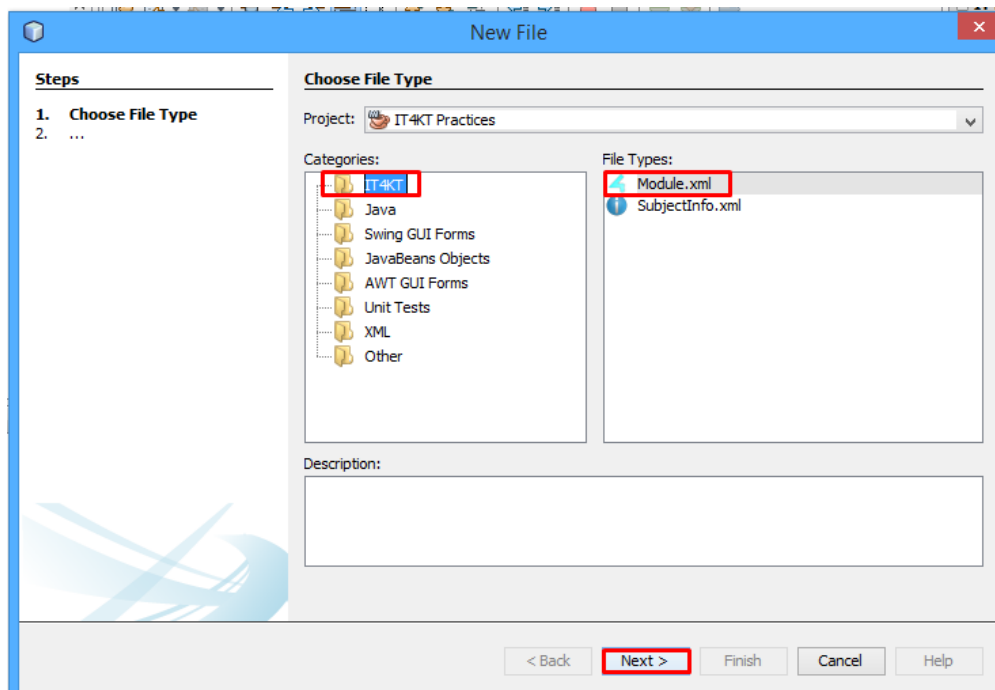 New File
Steps
1. Choose File Type
2. ...
Choose File Type
Project: IT4KT Practices
Categories:
IT4KT
Java
Swing GUI Forms
JavaBeans Objects
AWT GUI Forms
Unit Tests
XML
Other
File Types:
Module.xml
SubjectInfo.xml
Description:
< Back
Next >
Finish
Cancel
Help